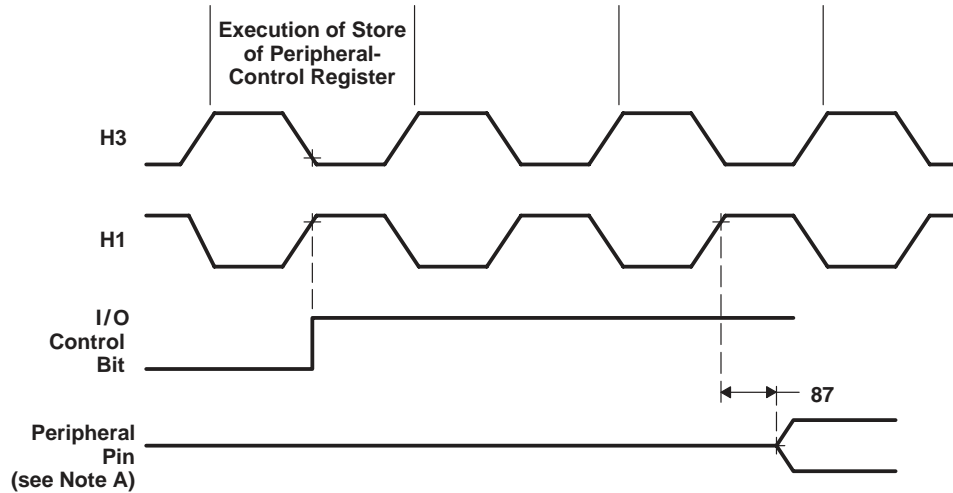 Execution of Store
of Peripheral-
Control Register
H3
H1
I/O
Control
Bit
87
Peripheral
Pin
(see Note A)